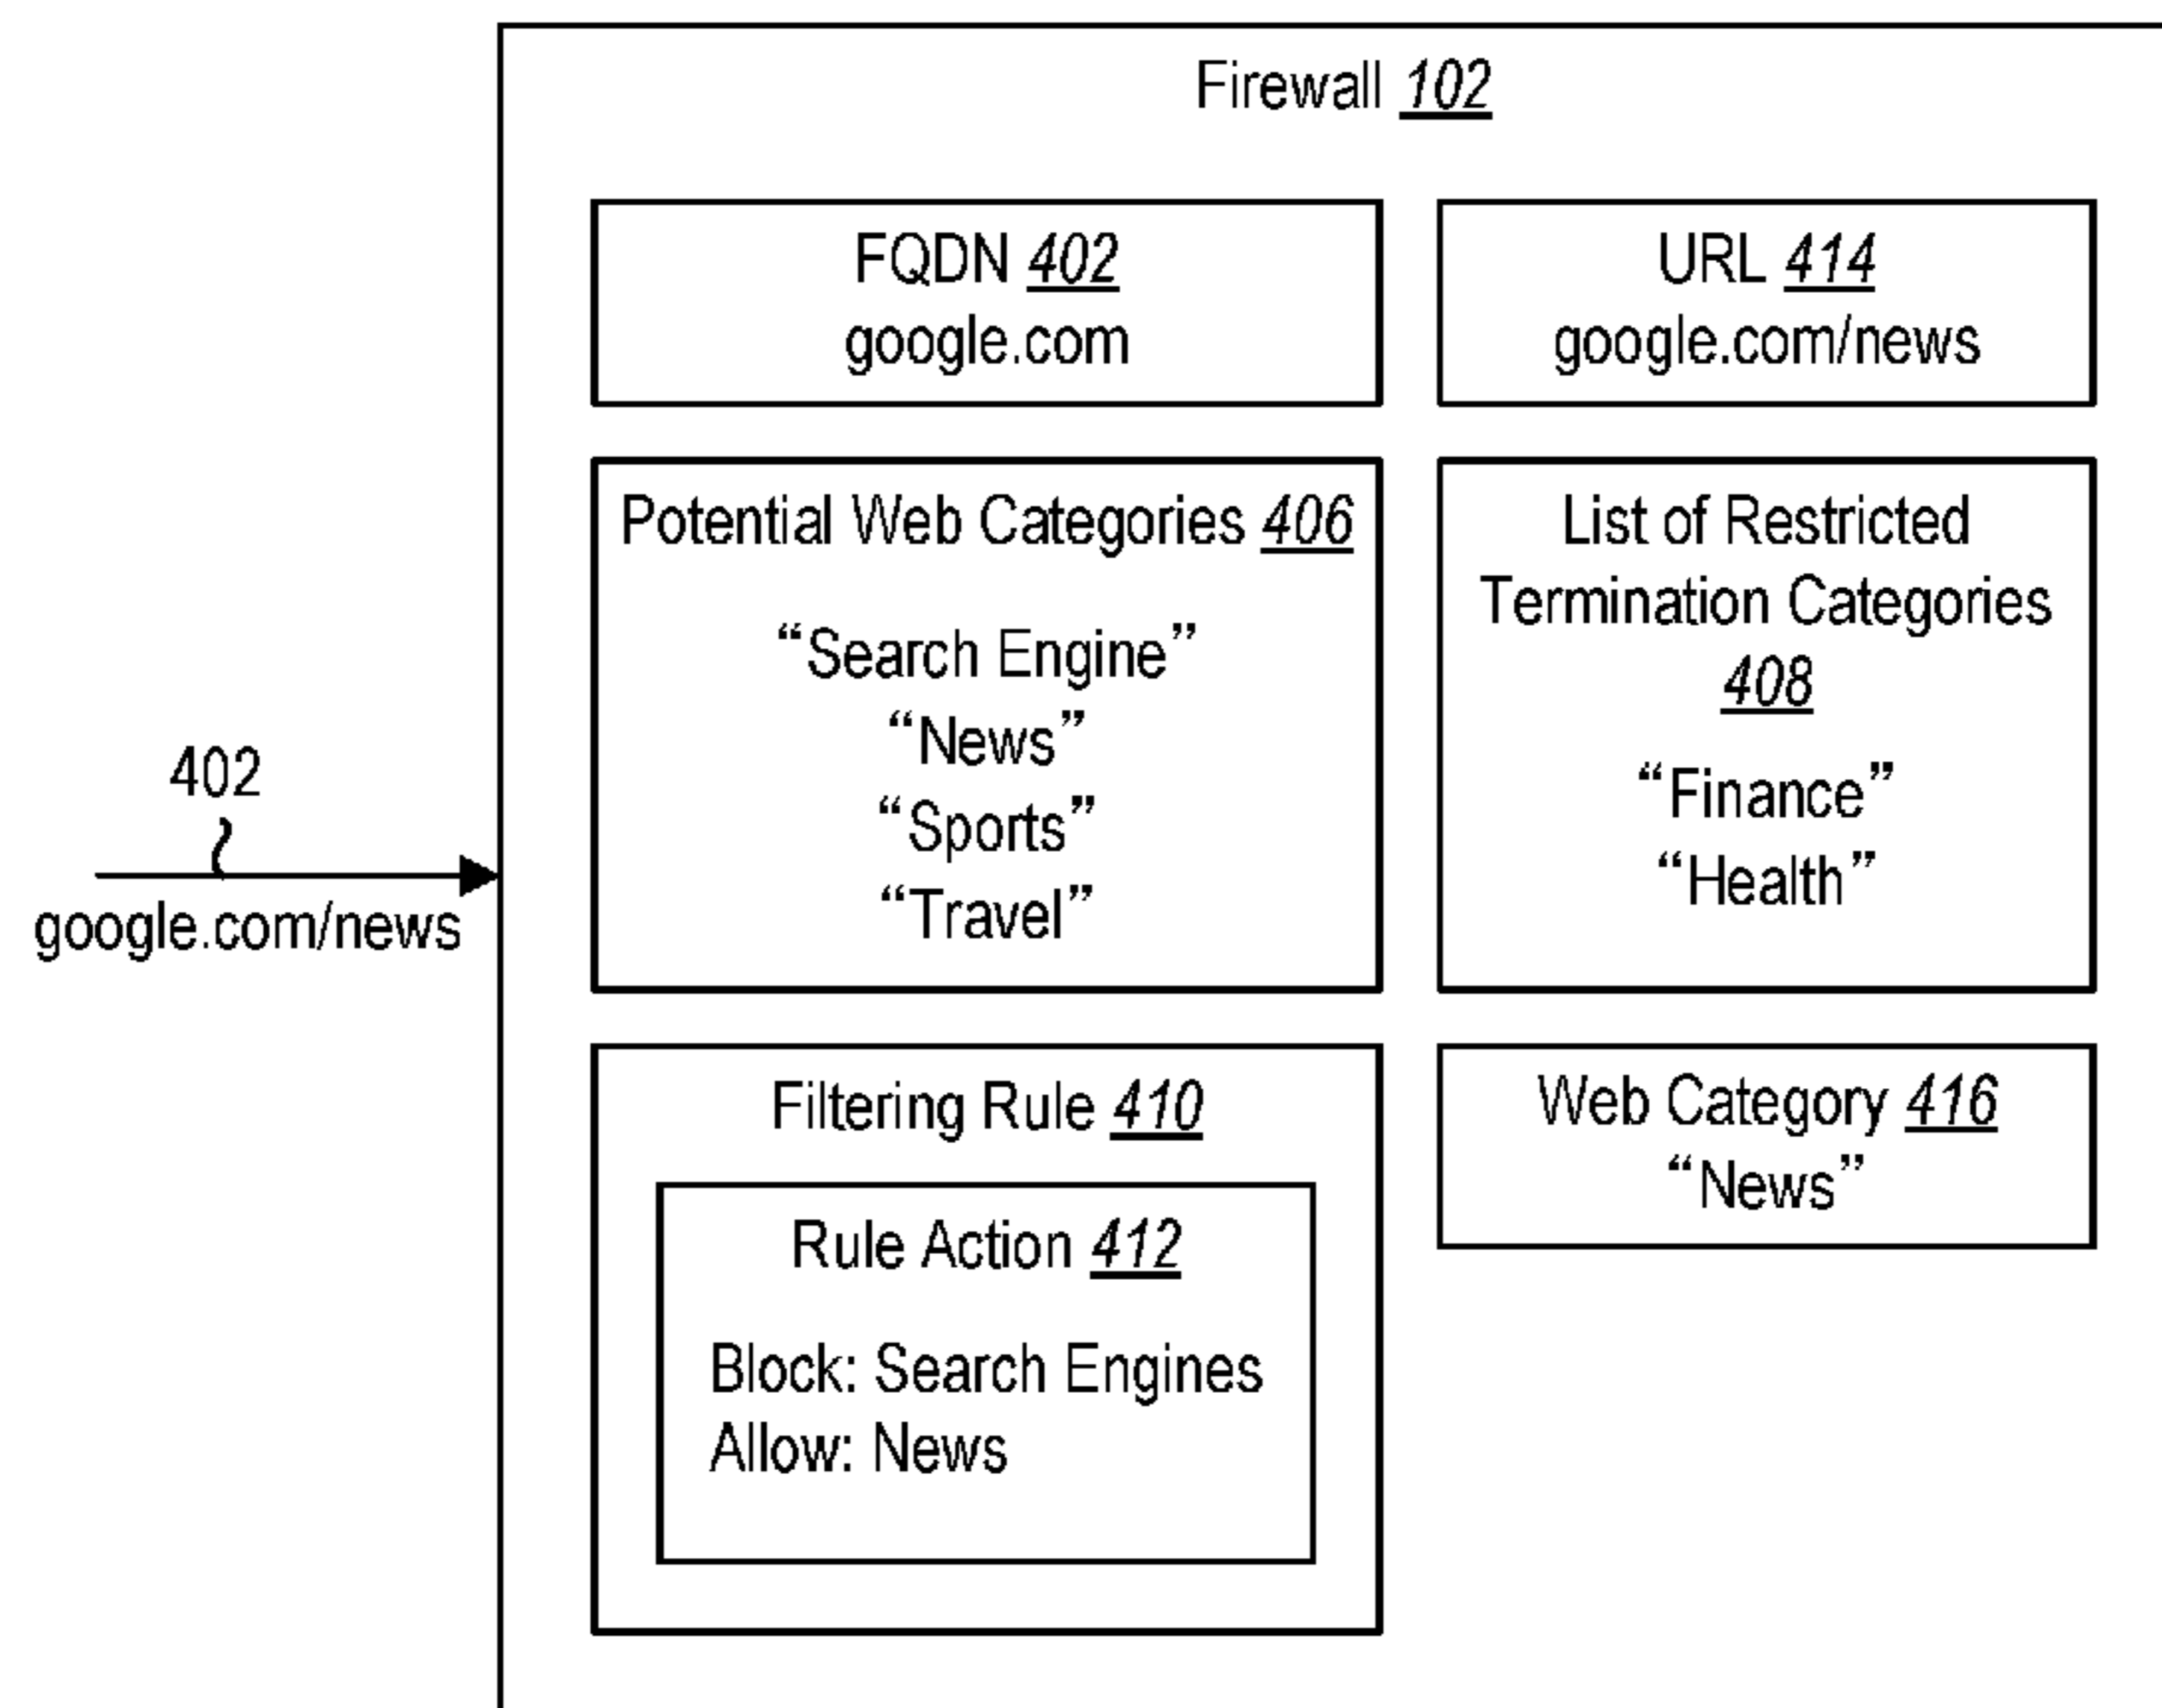 Firewall 102
FQDN 402
google.com
URL 414
google.com/news
Potential Web Categories 406
“Search Engine”
“News”
“Sports”
“Travel”
List of Restricted
Termination Categories
408
“Finance”
“Health”
402
google.com/news
Filtering Rule 410
Rule Action 412
Block: Search Engines
Allow: News
Web Category 416
“News”